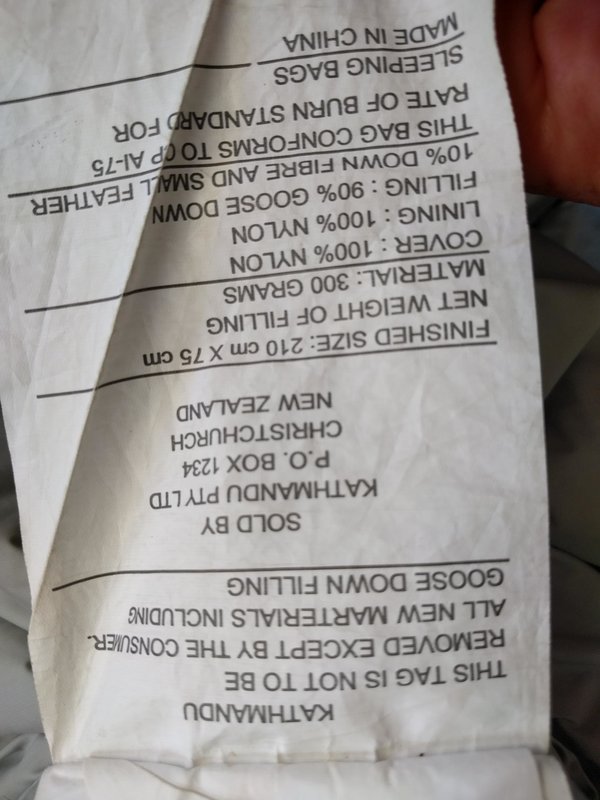 KATHMANDU
THIS TAG IS NOT TO BE
REMOVED EXCEPT BY THE CONSUMER.
ALL NEW MARTERIALS INCLUDING
GOOSE DOWN FILLING
SOLD BY
KATHMANDU PTY LTD
P.O. BOX 1234
CHRISTCHURCH
NEW ZEALAND
FINISHED SIZE: 210 cm X 75 cm
NET WEIGHT OF FILLING
MATERIAL: 300 GRAMS
COVER : 100% NYLON
LINING : 100% NYLON
FILLING : 90% GOOSE DOWN
10% DOWN FIBRE AND SMALL FEATHER
THIS BAG CONFORMS TO CP AI-75
RATE OF BURN STANDARD FOR
SLEEPING BAGS
MADE IN CHINA